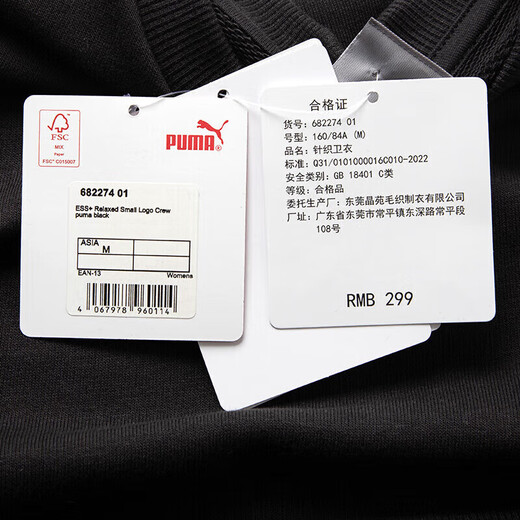 FSC
MIX
Paper
FSC® C015007
PUMA
682274 01
ESS+ Relaxed Small Logo Crew
puma black
ASIA
M
EAN-13
Womens
4 067978 960114
合格证
货号: 682274 01
号型: 160/84A (M)
品名: 针织卫衣
标准: Q31/0101000016C010-2022
安全类别: GB 18401 C类
等级: 合格品
委托生产厂: 东莞晶苑毛织制衣有限公司
厂址: 广东省东莞市常平镇东深路常平段
108号
RMB 299